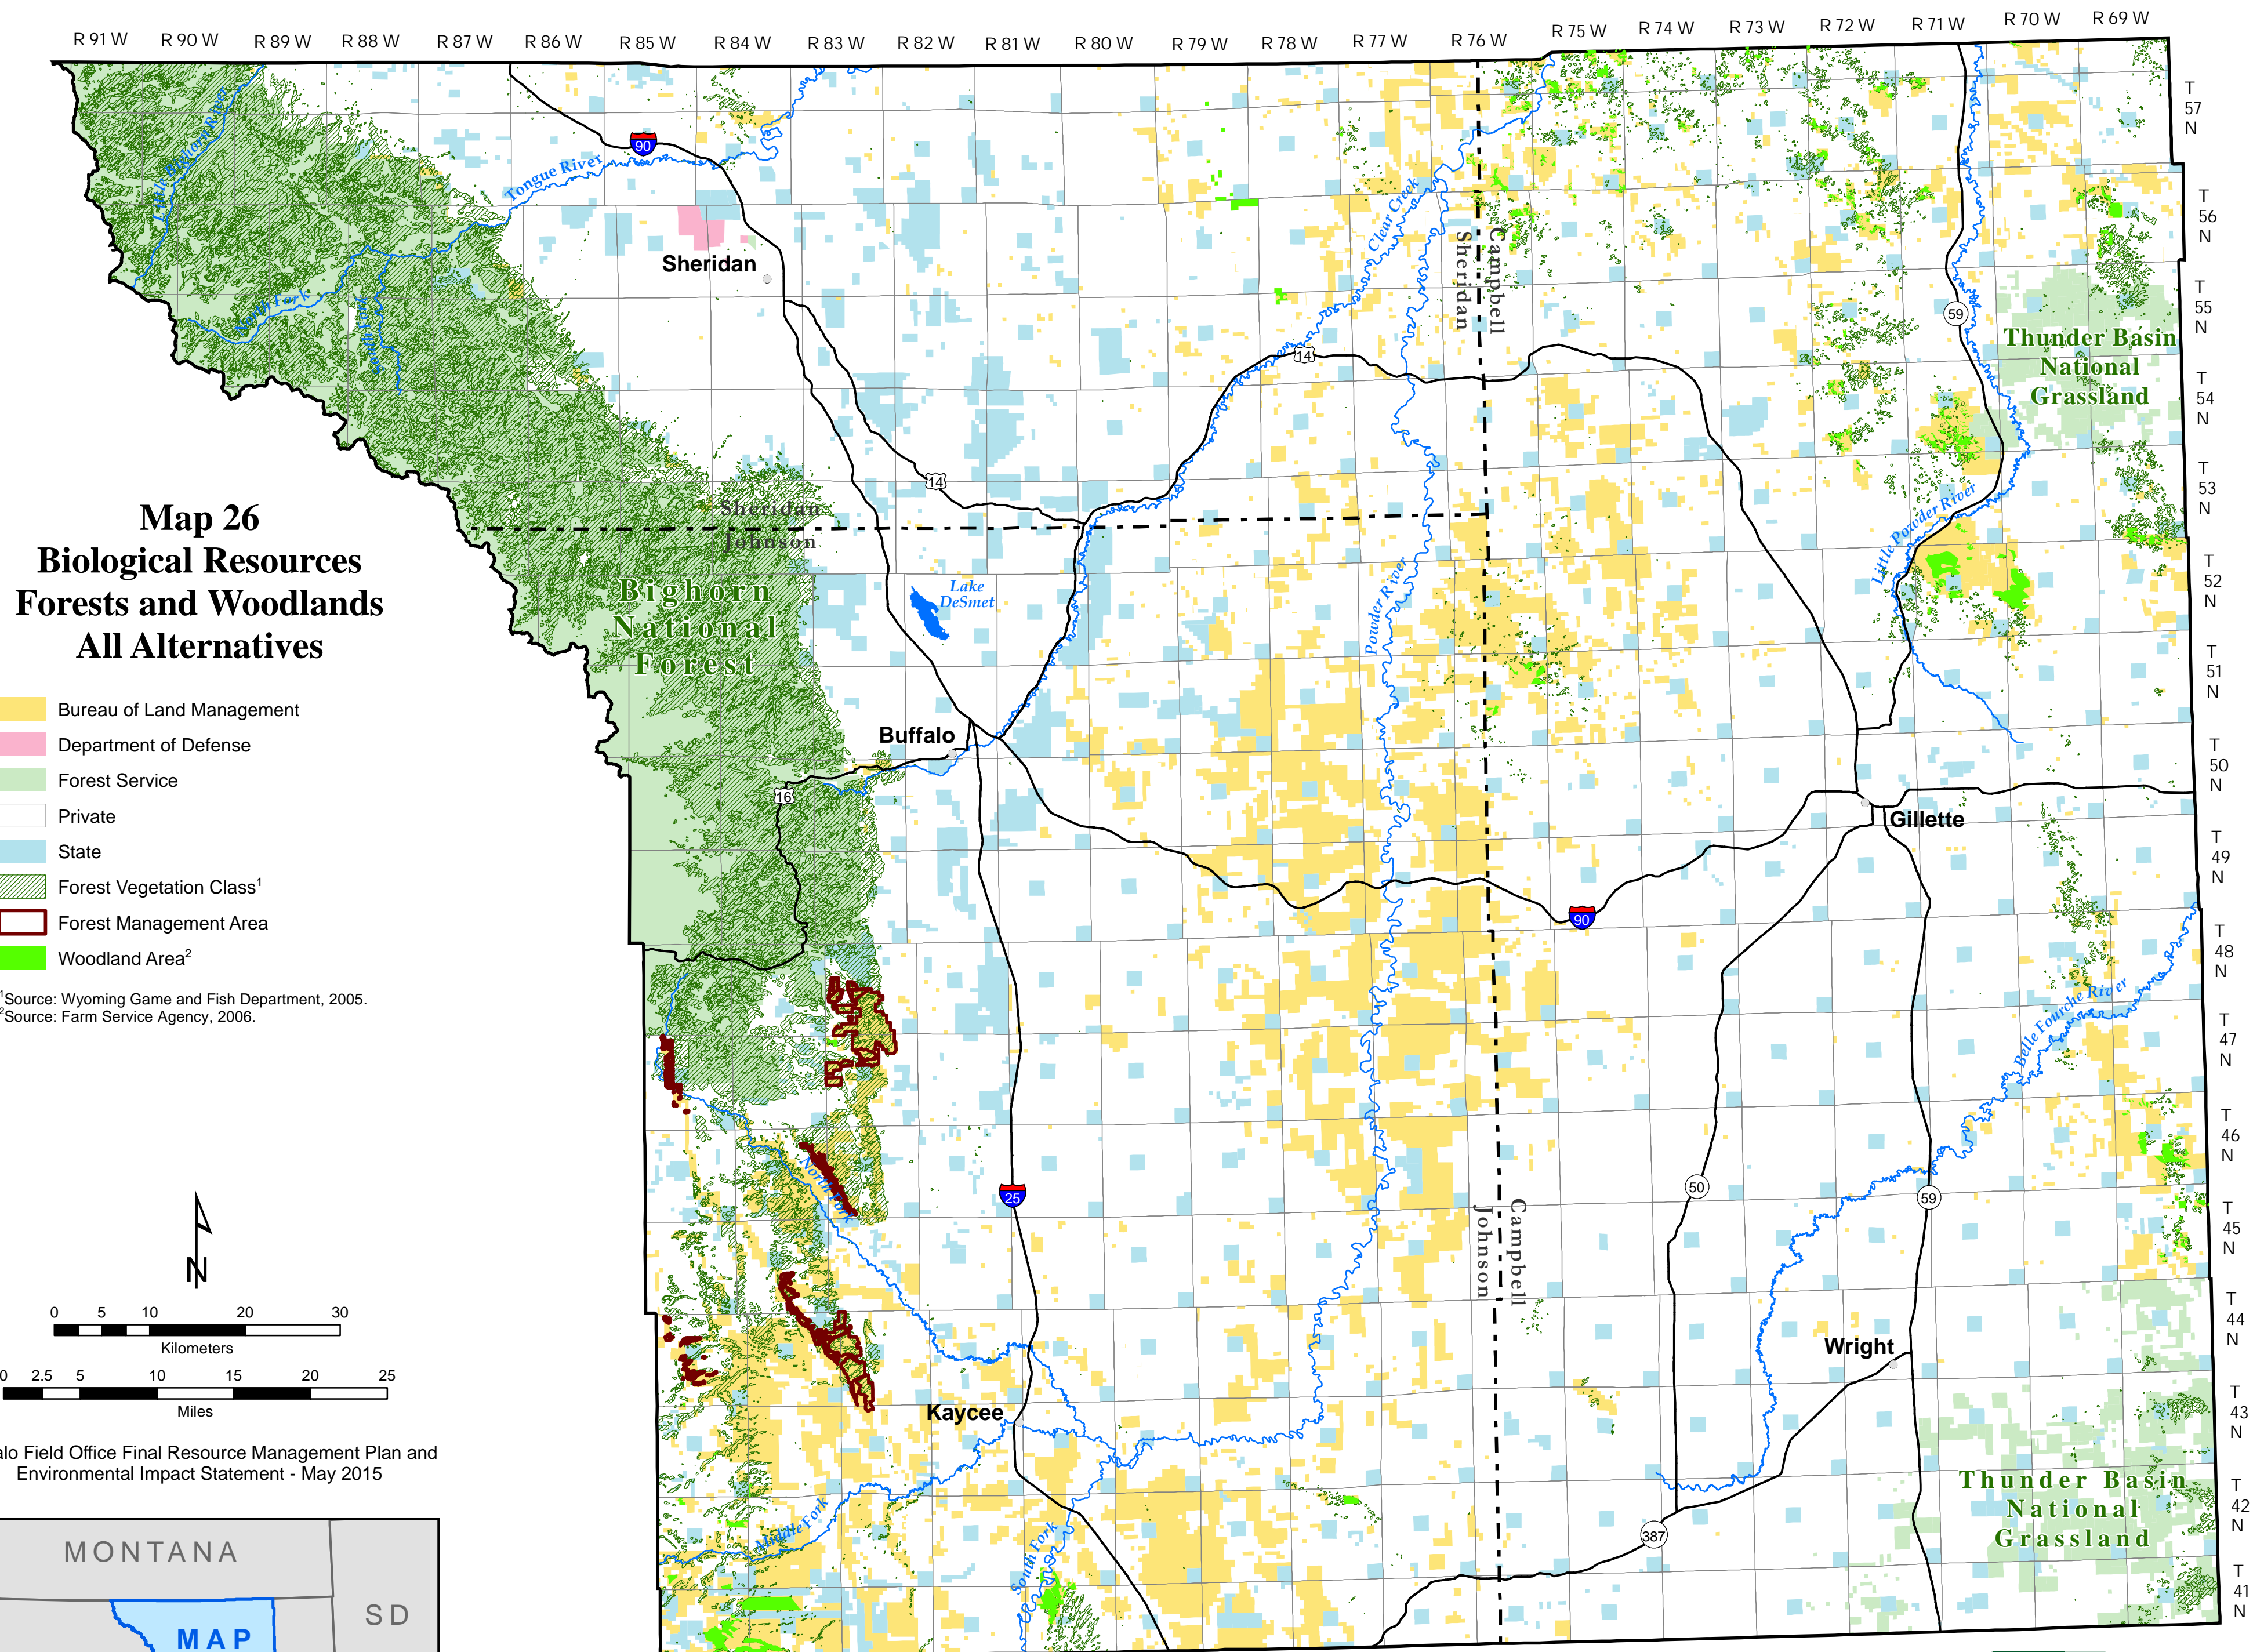 R 91 W R 90 W R 89 W R 88 W R 87 W R 86 W R 85 W R 84 W R 83 W R 82 W R 81 W R 80 W R 79 W R 78 W R 77 W R 76 W R 75 W R 74 W R 73 W R 72 W R 71 W R 70 W R 69 W
T
57
N
T
56
N
T
55
N
T
54
N
T
53
N
T
52
N
T
51
N
T
50
N
T
49
N
T
48
N
T
47
N
T
46
N
T
45
N
T
44
N
T
43
N
T
42
N
T
41
N
Little Bighorn River
Tongue River
90
Sheridan
North Fork
Clear Creek
Sheridan
Campbell
59
Thunder Basin
National
Grassland
14
14
Sheridan
Johnson
Bighorn
National
Forest
Lake
DeSmet
Powder River
Little Powder River
Buffalo
16
Gillette
90
Belle Fourche River
North Fork
25
50
59
Johnson
Campbell
Wright
Kaycee
Middle Fork
South Fork
387
Thunder Basin
National
Grassland
Map 26
Biological Resources
Forests and Woodlands
All Alternatives
Bureau of Land Management
Department of Defense
Forest Service
Private
State
Forest Vegetation Class1
Forest Management Area
Woodland Area2
1Source: Wyoming Game and Fish Department, 2005.
2Source: Farm Service Agency, 2006.
N
0 5 10 20 30
Kilometers
0 2.5 5 10 15 20 25
Miles
alo Field Office Final Resource Management Plan and
Environmental Impact Statement - May 2015
MONTANA
SD
MAP